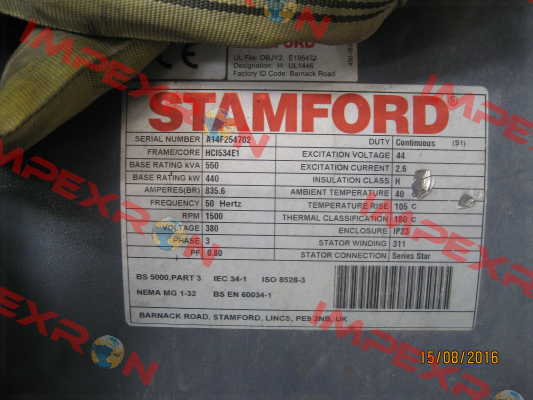 STAMFORD
UL File: OBJY2. E195432
Designation: H: UL1446
Factory ID Code: Barnack Road
STAMFORD®
SERIAL NUMBER A14F254702
FRAME/CORE HCI534E1
BASE RATING kVA 550
BASE RATING kW 440
AMPERES(BR) 835.6
FREQUENCY 50 Hertz
RPM 1500
VOLTAGE 380
PHASE 3
PF 0.80
DUTY Continuous (S1)
EXCITATION VOLTAGE 44
EXCITATION CURRENT 2.6
INSULATION CLASS H
AMBIENT TEMPERATURE 40 C
TEMPERATURE RISE 105 C
THERMAL CLASSIFICATION 180 C
ENCLOSURE IP23
STATOR WINDING 311
STATOR CONNECTION Series Star
BS 5000,PART 3 IEC 34-1 ISO 8528-3
NEMA MG 1-32 BS EN 60034-1
BARNACK ROAD, STAMFORD, LINCS, PE9 2NB, UK
15/08/2016
IMPEXRON
IMPEXRON
IMPEXRON